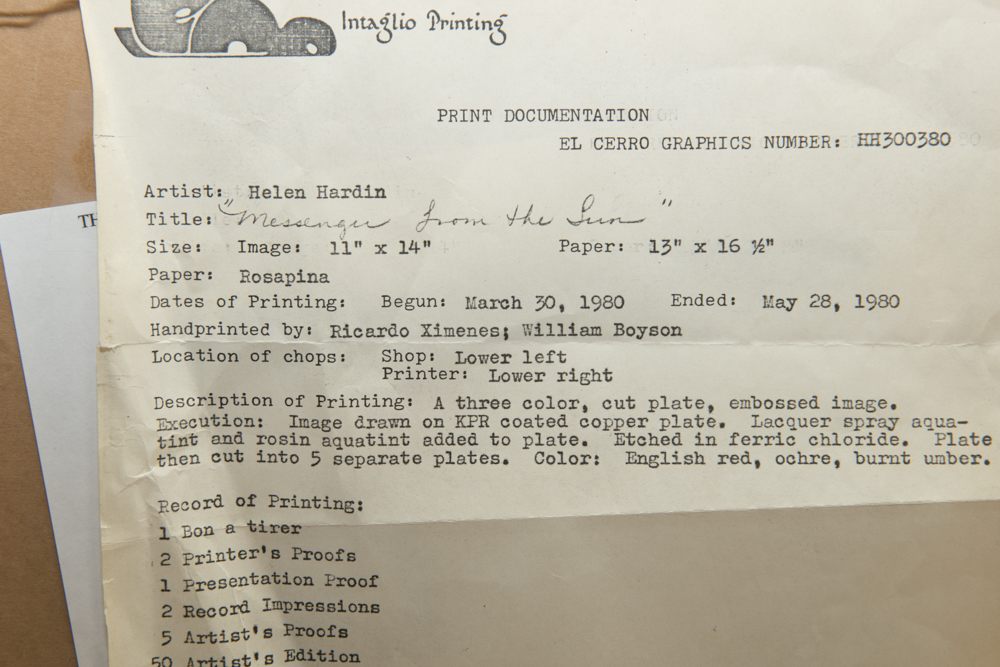 Intaglio Printing
PRINT DOCUMENTATION
EL CERRO GRAPHICS NUMBER: HH300380
Artist: Helen Hardin
Title: "Messenger from the Sun"
Size: Image: 11" x 14" Paper: 13" x 16 ½"
Paper: Rosapina
Dates of Printing: Begun: March 30, 1980 Ended: May 28, 1980
Handprinted by: Ricardo Ximenes; William Boyson
Location of chops: Shop: Lower left
Printer: Lower right
Description of Printing: A three color, cut plate, embossed image.
Execution: Image drawn on KPR coated copper plate. Lacquer spray aqua-
tint and rosin aquatint added to plate. Etched in ferric chloride. Plate
then cut into 5 separate plates. Color: English red, ochre, burnt umber.
Record of Printing:
1 Bon a tirer
2 Printer's Proofs
1 Presentation Proof
2 Record Impressions
5 Artist's Proofs
50 Artist's Edition
TH